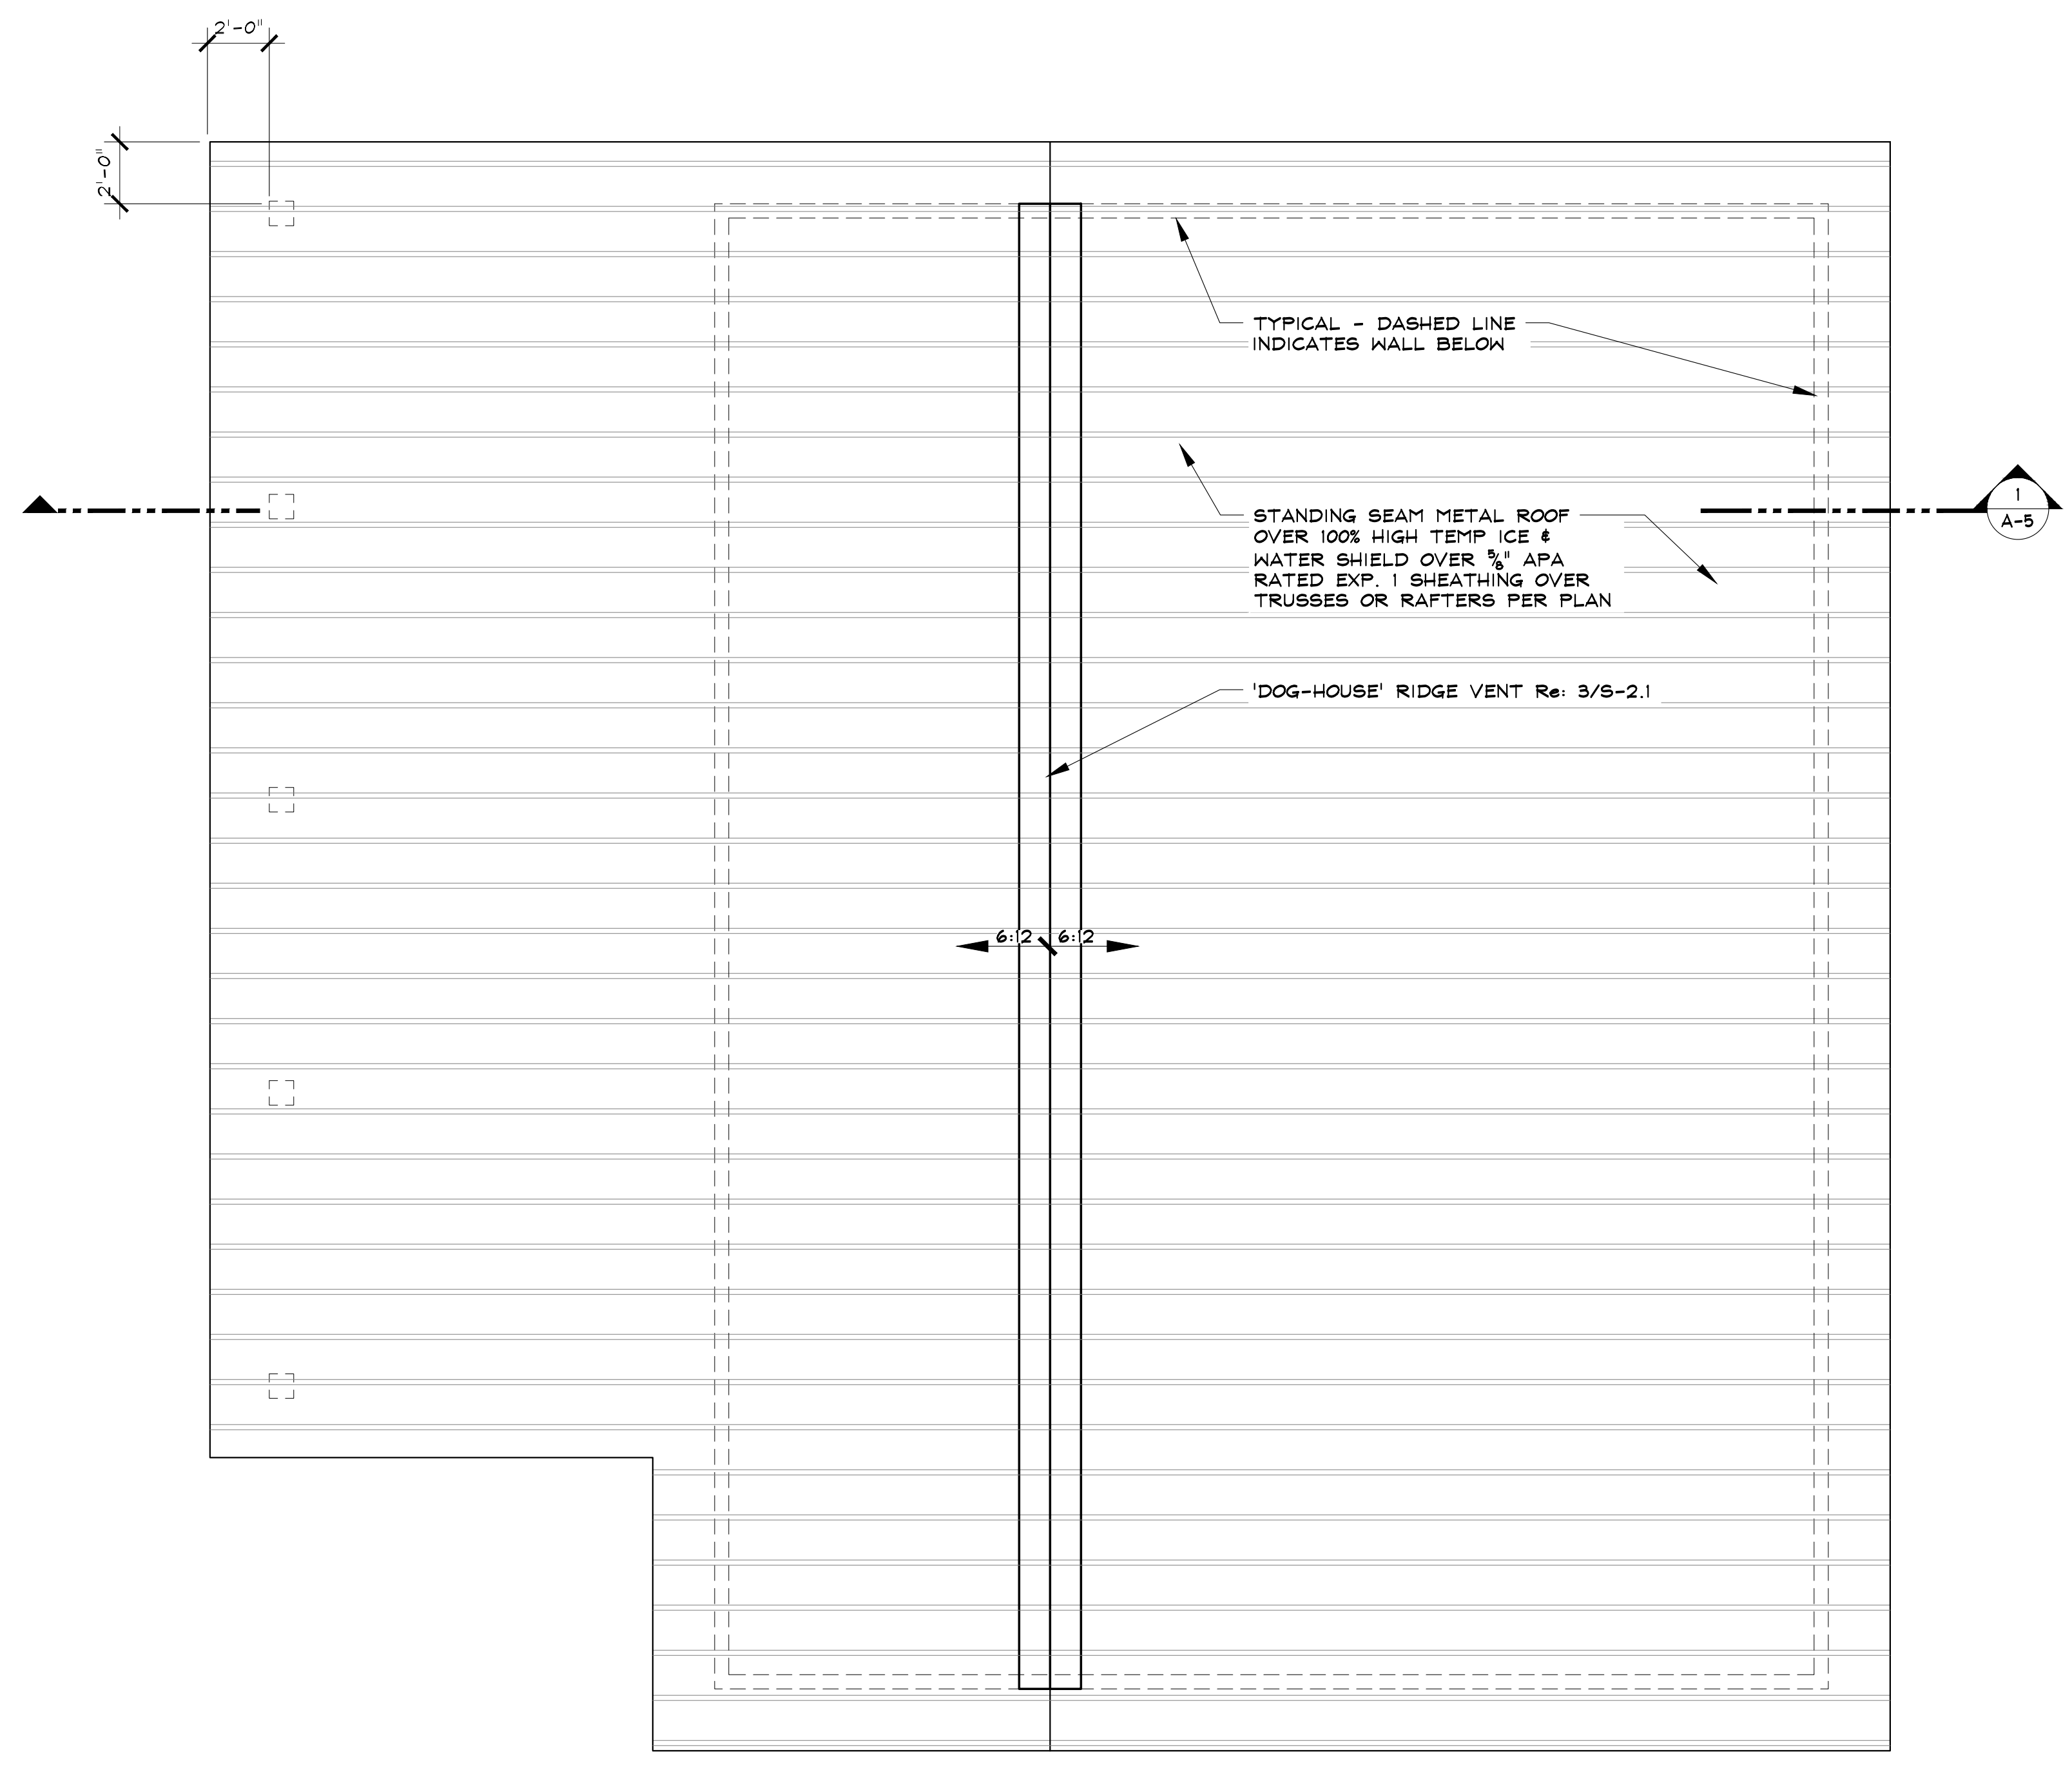 2'-0"
2'-0"
TYPICAL - DASHED LINE
INDICATES WALL BELOW
1
A-5
STANDING SEAM METAL ROOF
OVER 100% HIGH TEMP ICE &
WATER SHIELD OVER 5/8" APA
RATED EXP. 1 SHEATHING OVER
TRUSSES OR RAFTERS PER PLAN
'DOG-HOUSE' RIDGE VENT Re: 3/S-2.1
6:12 6:12